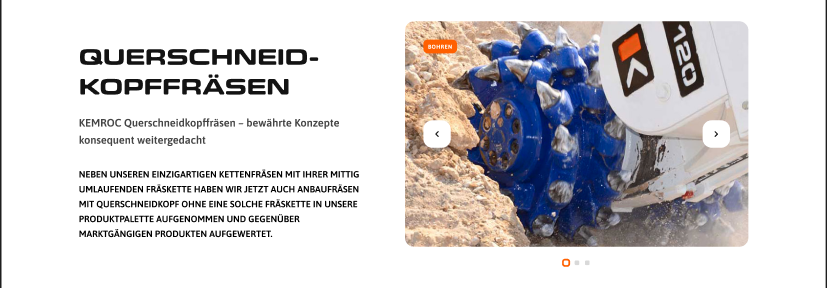 QUERSCHNEID-
KOPFFRÄSEN
KEMROC Querschneidkopffräsen – bewährte Konzepte
konsequent weitergedacht
NEBEN UNSEREN EINZIGARTIGEN KETTENFRÄSEN MIT IHRER MITTIG
UMLAUFENDEN FRÄSKETTE HABEN WIR JETZT AUCH ANBAUFRÄSEN
MIT QUERSCHNEIDKOPF OHNE EINE SOLCHE FRÄSKETTE IN UNSERE
PRODUKTPALETTE AUFGENOMMEN UND GEGENÜBER
MARKTGÄNGIGEN PRODUKTEN AUFGEWERTET.
BOHREN
120